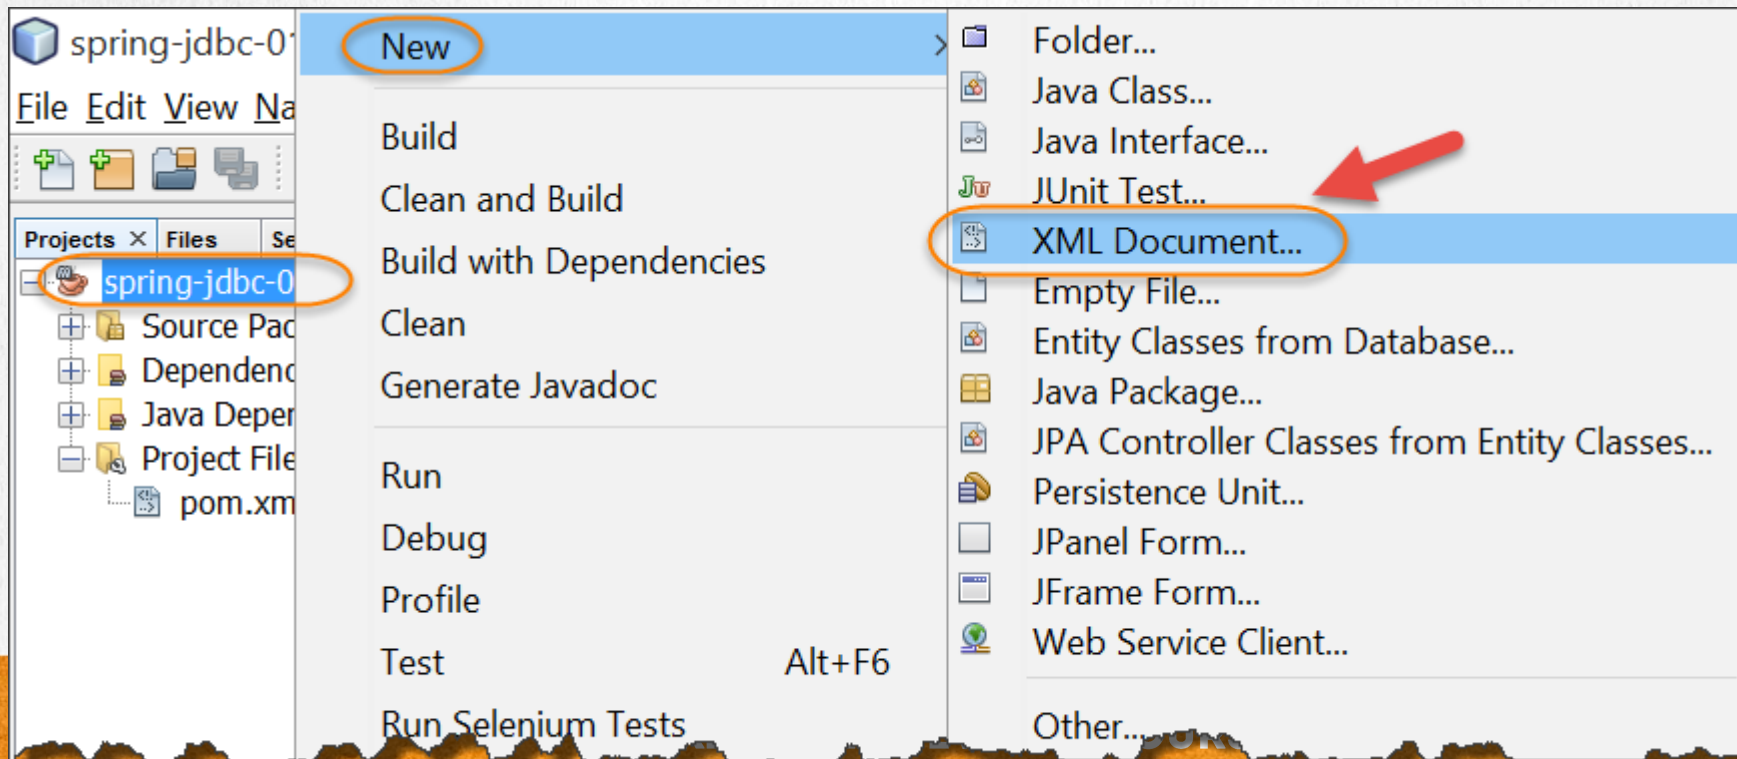 spring-jdbc-01
File Edit View Na
Projects × Files Se
spring-jdbc-0
Source Pac
Dependenc
Java Deper
Project File
pom.xm
New
Build
Clean and Build
Build with Dependencies
Clean
Generate Javadoc
Run
Debug
Profile
Test Alt+F6
Run Selenium Tests
Folder...
Java Class...
Java Interface...
JUnit Test...
XML Document...
Empty File...
Entity Classes from Database...
Java Package...
JPA Controller Classes from Entity Classes...
Persistence Unit...
JPanel Form...
JFrame Form...
Web Service Client...
Other...